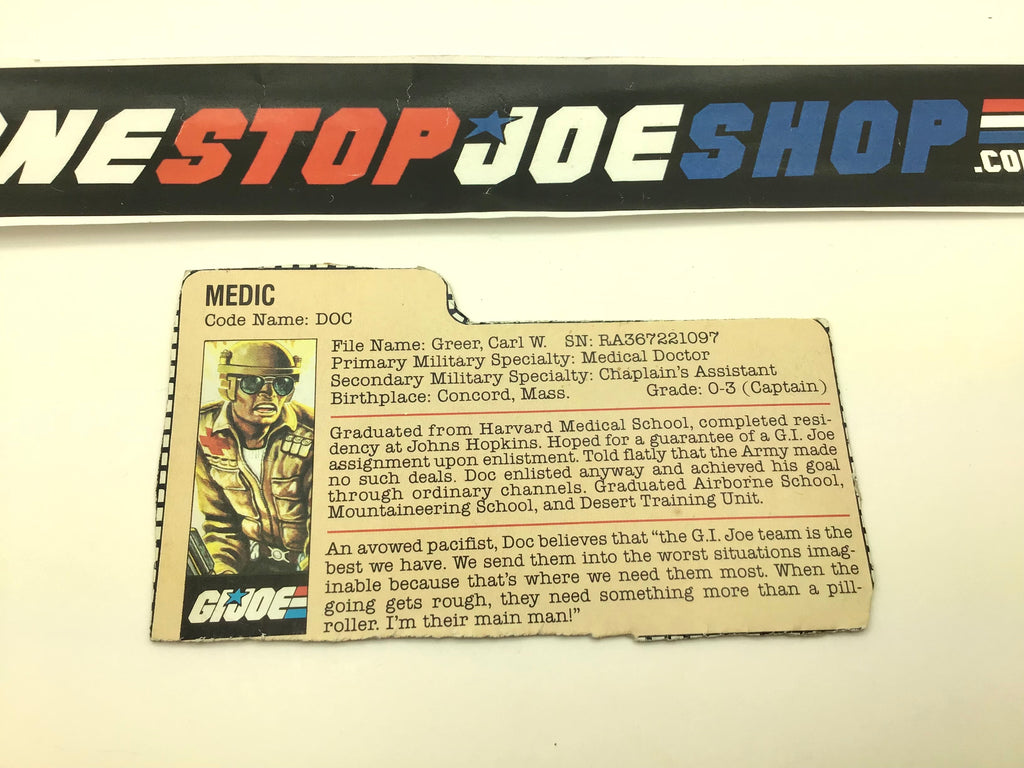 ONE STOP JOE SHOP
.CO
MEDIC
Code Name: DOC
File Name: Greer, Carl W. SN: RA367221097
Primary Military Specialty: Medical Doctor
Secondary Military Specialty: Chaplain's Assistant
Birthplace: Concord, Mass. Grade: 0-3 (Captain)
Graduated from Harvard Medical School, completed resi-
dency at Johns Hopkins. Hoped for a guarantee of a G.I. Joe
assignment upon enlistment. Told flatly that the Army made
no such deals. Doc enlisted anyway and achieved his goal
through ordinary channels. Graduated Airborne School,
Mountaineering School, and Desert Training Unit.
An avowed pacifist, Doc believes that "the G.I. Joe team is the
best we have. We send them into the worst situations imag-
inable because that's where we need them most. When the
going gets rough, they need something more than a pill-
roller. I'm their main man!"
GI JOE